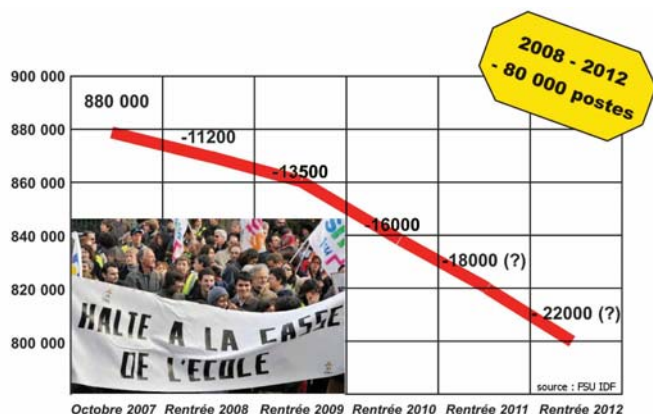 2008 - 2012
- 80 000 postes
900 000
880 000
860 000
840 000
820 000
800 000
880 000
-11200
-13500
-16000
-18000 (?)
- 22000 (?)
HALTE A LA CASSE
DE L'ECOLE
source : FSU IDF
Octobre 2007 Rentrée 2008 Rentrée 2009 Rentrée 2010 Rentrée 2011 Rentrée 2012